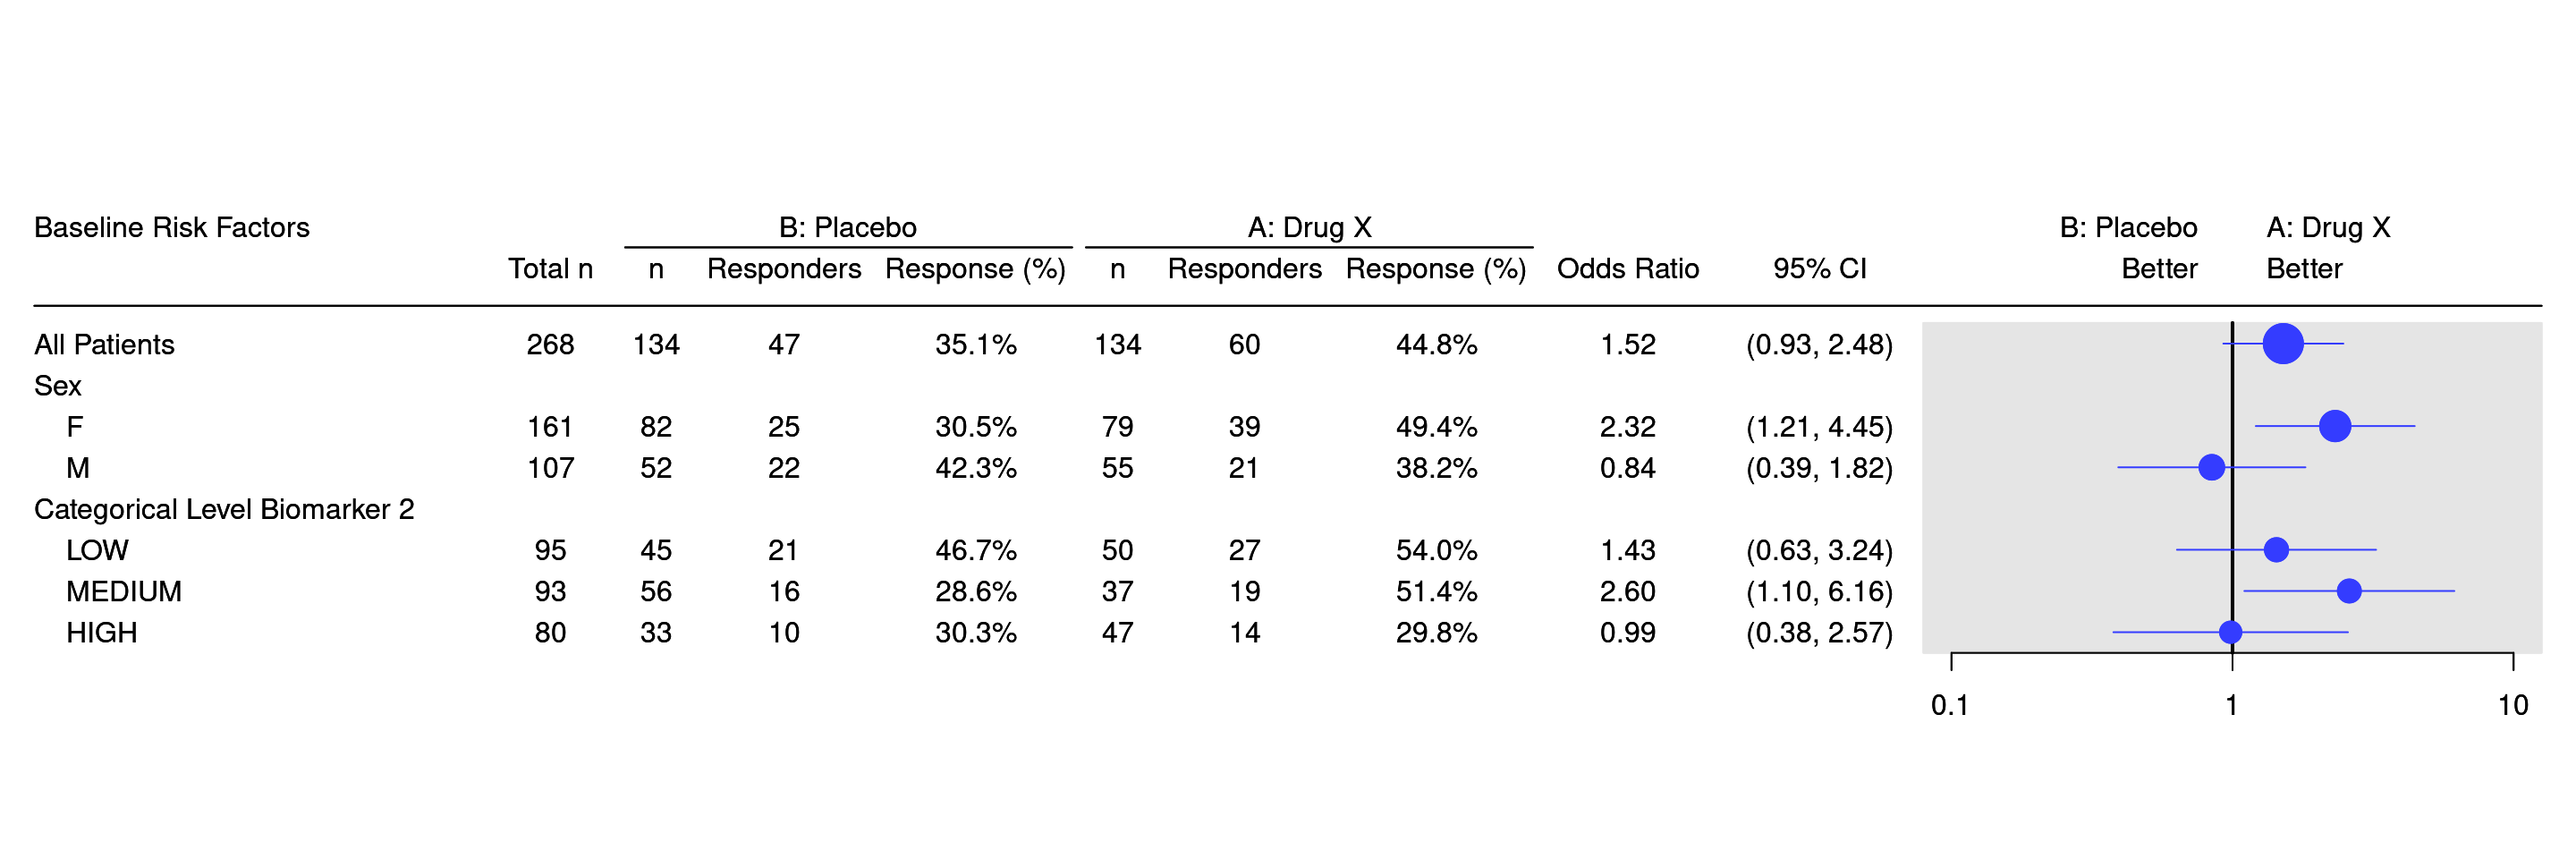 Baseline Risk Factors B: Placebo A: Drug X B: Placebo A: Drug X
Total n n Responders Response (%) n Responders Response (%) Odds Ratio 95% CI Better Better
All Patients 268 134 47 35.1% 134 60 44.8% 1.52 (0.93, 2.48)
Sex
F 161 82 25 30.5% 79 39 49.4% 2.32 (1.21, 4.45)
M 107 52 22 42.3% 55 21 38.2% 0.84 (0.39, 1.82)
Categorical Level Biomarker 2
LOW 95 45 21 46.7% 50 27 54.0% 1.43 (0.63, 3.24)
MEDIUM 93 56 16 28.6% 37 19 51.4% 2.60 (1.10, 6.16)
HIGH 80 33 10 30.3% 47 14 29.8% 0.99 (0.38, 2.57)
0.1 1 10